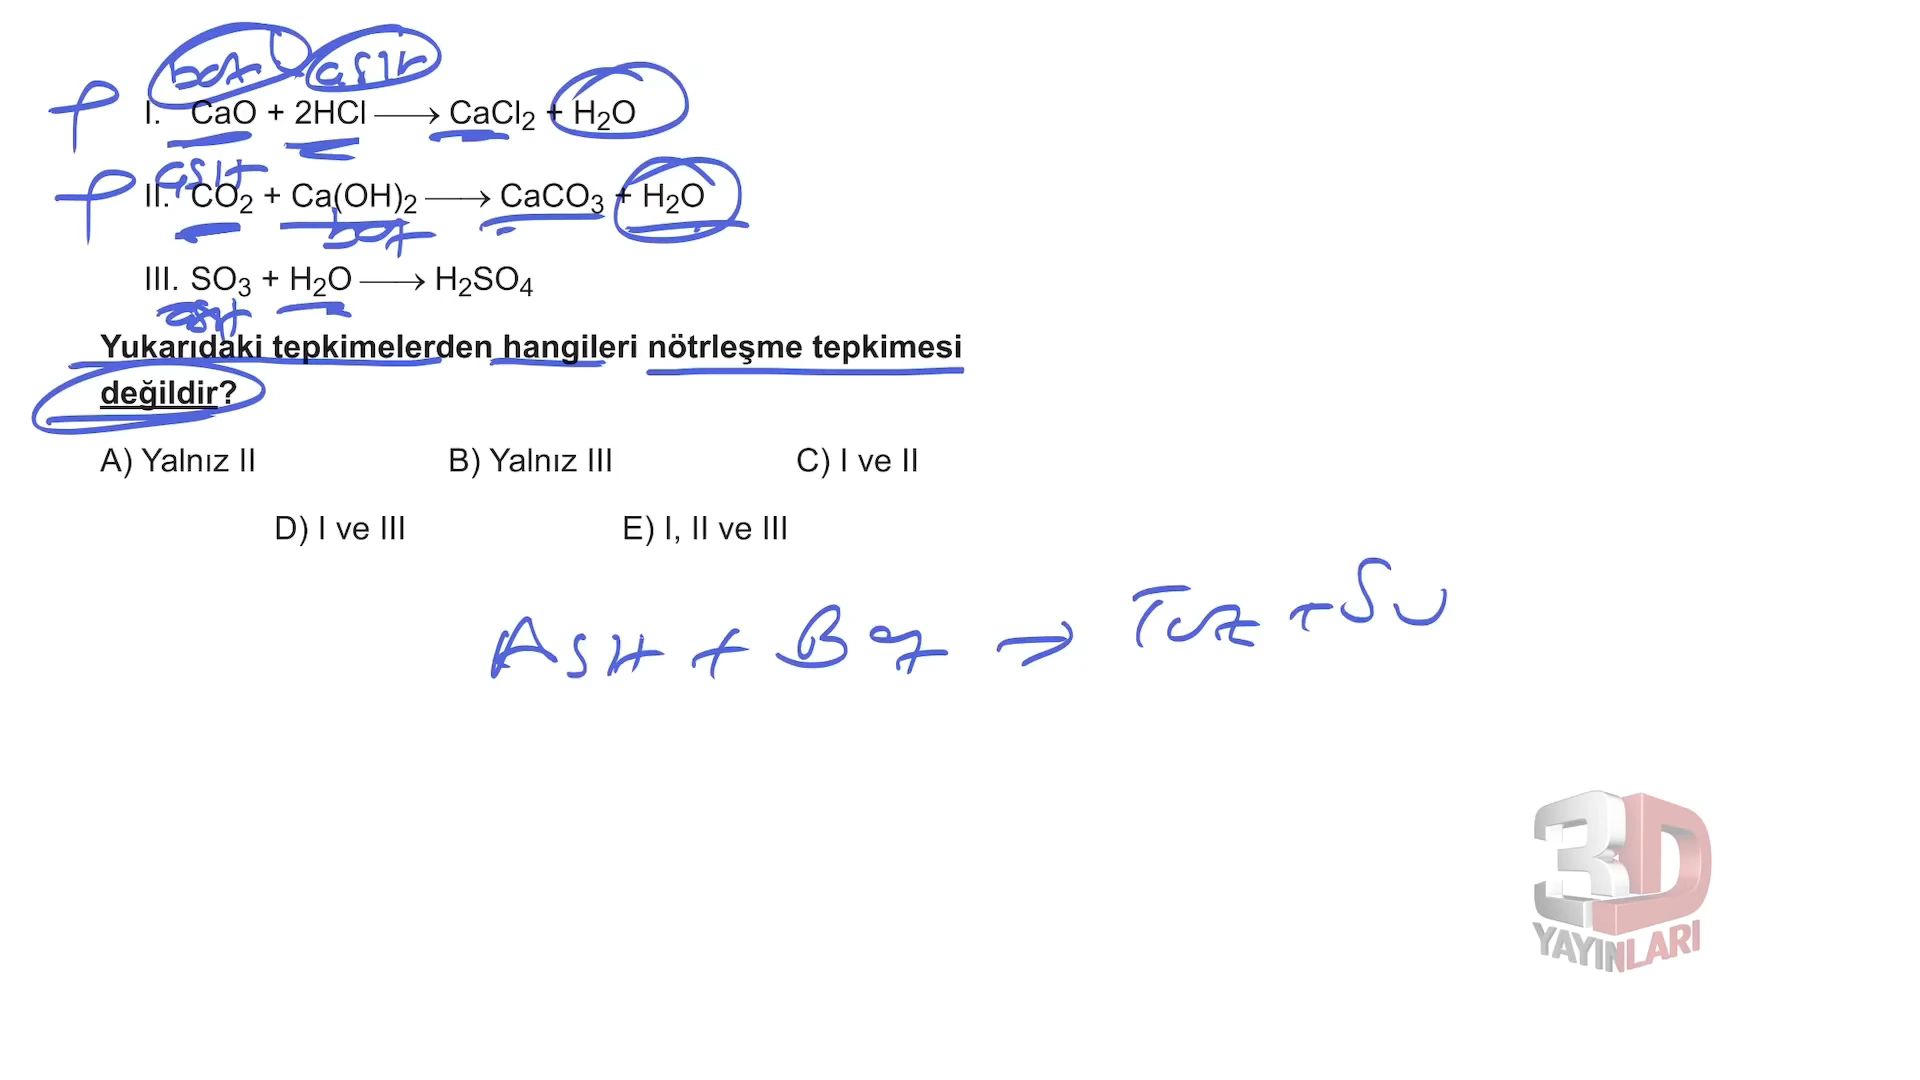 baz asit
I. CaO + 2HCl ⟶ CaCl₂ + H₂O
asit
II. CO₂ + Ca(OH)₂ ⟶ CaCO₃ + H₂O
baz
III. SO₃ + H₂O ⟶ H₂SO₄
asit
Yukarıdaki tepkimelerden hangileri nötrleşme tepkimesi
değildir?
A) Yalnız II B) Yalnız III C) I ve II
D) I ve III E) I, II ve III
Asit + Baz → Tuz + Su
3D
YAYINLARI